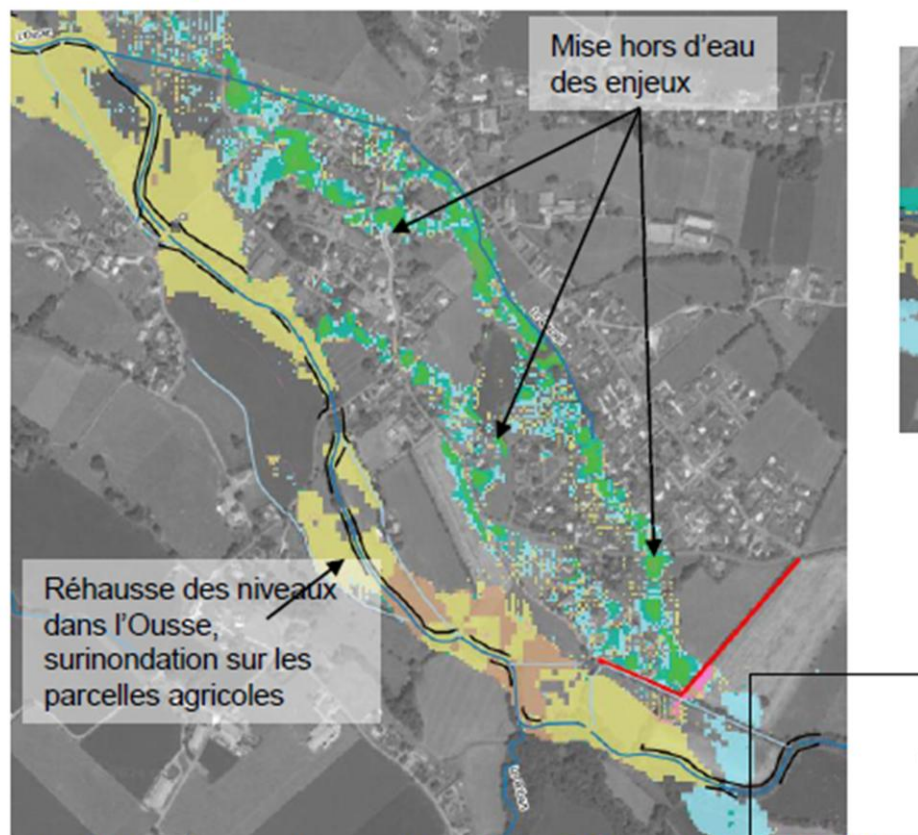 Mise hors d'eau
des enjeux
Réhausse des niveaux
dans l'Ousse,
surinondation sur les
parcelles agricoles